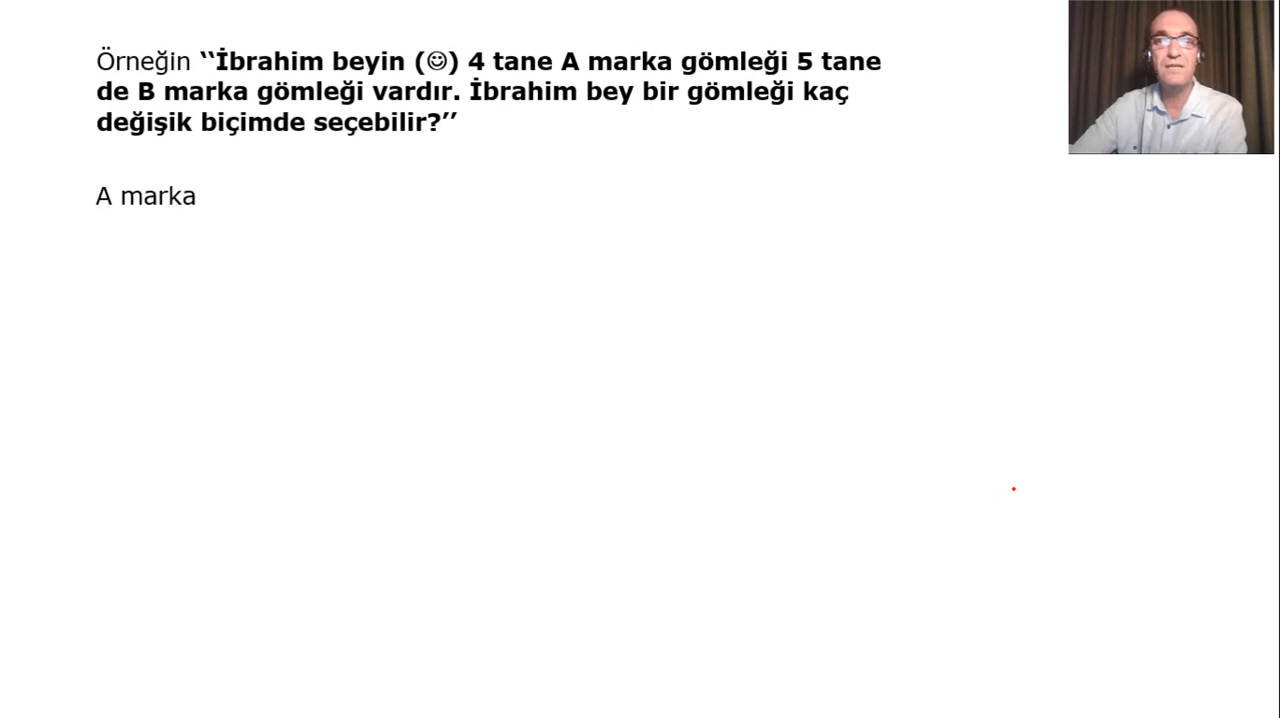 Örneğin ‘‘İbrahim beyin (☺) 4 tane A marka gömleği 5 tane
de B marka gömleği vardır. İbrahim bey bir gömleği kaç
değişik biçimde seçebilir?’’
A marka